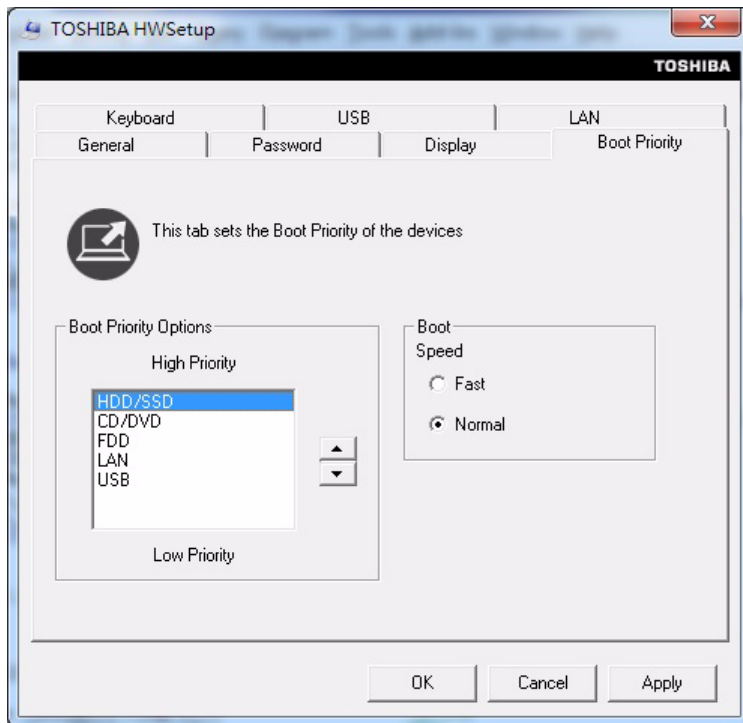 TOSHIBA HWSetup
TOSHIBA
Keyboard USB LAN
General Password Display Boot Priority
This tab sets the Boot Priority of the devices
Boot Priority Options
High Priority
HDD/SSD
CD/DVD
FDD
LAN
USB
Low Priority
Boot
Speed
Fast
Normal
OK Cancel Apply